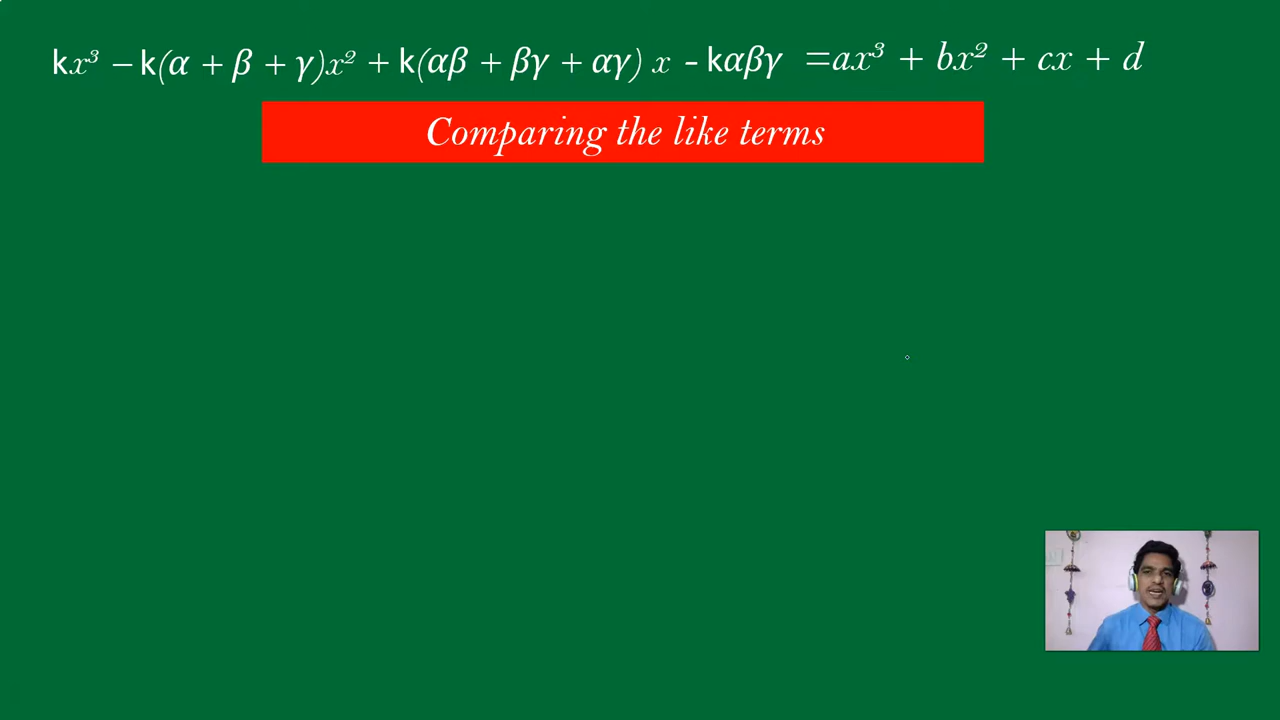 kx³ – k(α + β + γ)x² + k(αβ + βγ + αγ) x - kαβγ =ax³ + bx² + cx + d
Comparing the like terms